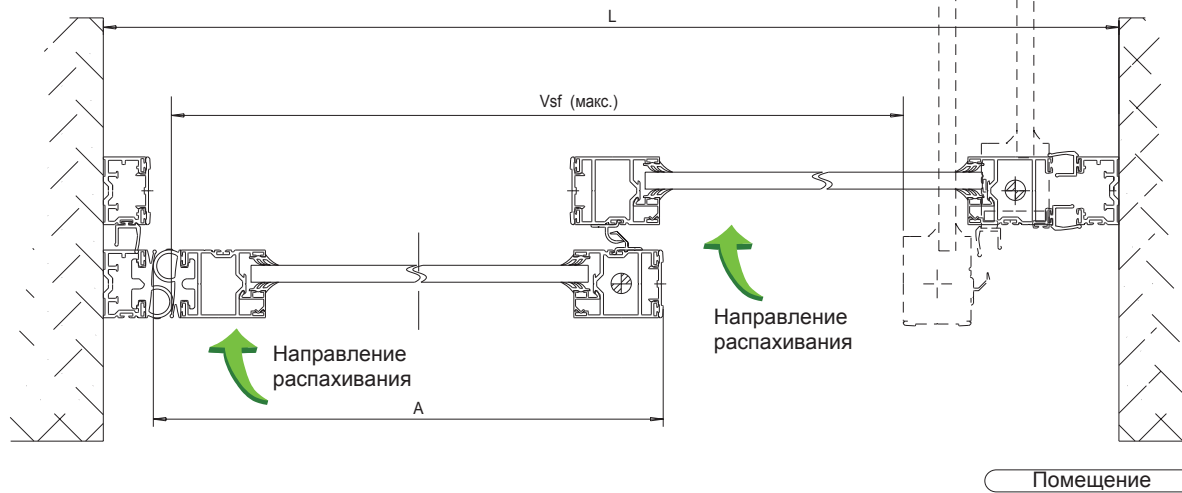 L
Vsf (макс.)
Направление
распахивания
Направление
распахивания
A
Помещение